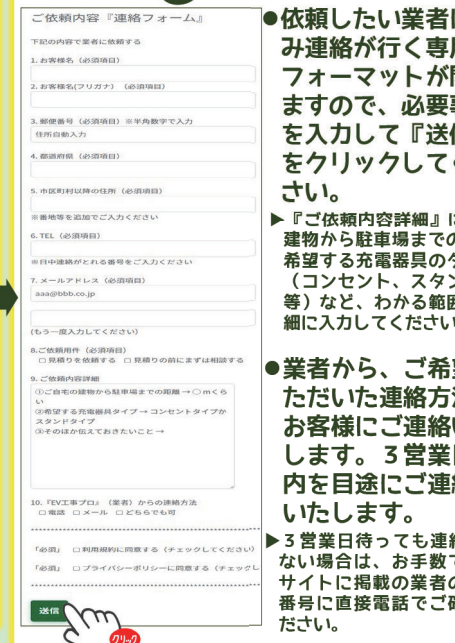 ご依頼内容『連絡フォーム』
下記の内容で業者に依頼する
1. お客様名（必須項目）
2. お客様名(フリガナ) （必須項目）
3. 郵便番号（必須項目）※半角数字で入力
住所自動入力
4. 都道府県（必須項目）
5. 市区町村以降の住所（必須項目）
※番地等を追加でご入力ください
6. TEL（必須項目）
※日中連絡がとれる番号をご入力ください
7. メールアドレス（必須項目）
aaa@bbb.co.jp
(もう一度入力してください)
8.ご依頼用件（必須項目）
□ 見積りを依頼する □ 見積りの前にまずは相談する
9. ご依頼内容詳細
①ご自宅の建物から駐車場までの距離→○mくら
い
②希望する充電器具タイプ→コンセントタイプか
スタンドタイプ
③そのほか伝えておきたいこと→
10.『EV工事プロ』（業者）からの連絡方法
□ 電話 □ メール □ どちらでも可
「必須」 □ 利用規約に同意する（チェックしてください）
「必須」 □ プライバシーポリシーに同意する（チェックし
送信
クリック
●依頼したい業者に
み連絡が行く専
フォーマットが
ますので、必要
を入力して『送信
をクリックして
さい。
▶『ご依頼内容詳細』に
建物から駐車場までの
希望する充電器具の
（コンセント、スタン
等）など、わかる範囲
細に入力してください
●業者から、ご希
ただいた連絡方
お客様にご連絡
します。３営業
内を目途にご連
いたします。
▶３営業日待っても連
ない場合は、お手数
サイトに掲載の業者の
番号に直接電話でご
ださい。